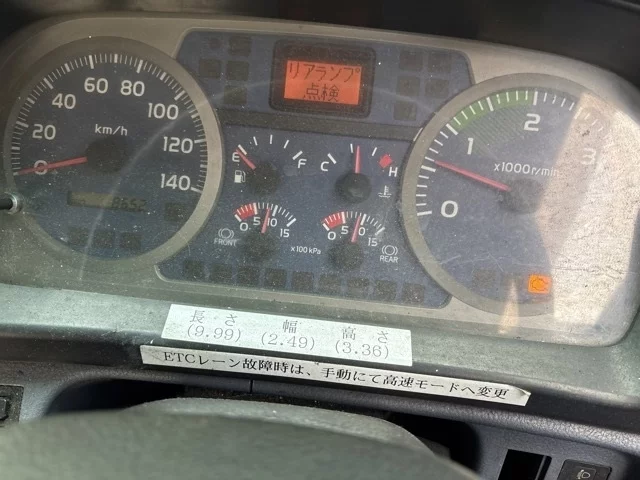 リアランプ
点検
0 20 40 60 80 100 120 140
km/h
E F
C H
0 5 10 15
FRONT
x100 kPa
0 5 10 15
REAR
0 1 2 3
x1000r/min
長さ 幅 高さ
(9.99) (2.49) (3.36)
ETCレーン故障時は、手動にて高速モードへ変更